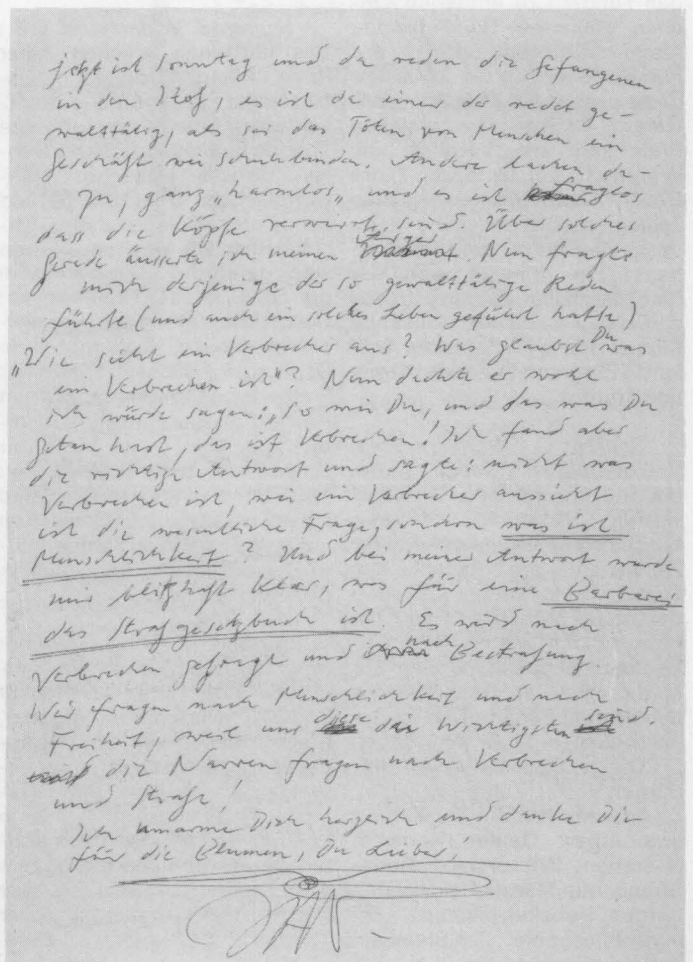 jetzt ist Sonntag und da reden die Gefangenen
in den Hof, es ist da einer der redet ge-
walttätig, als sei das Töten von Menschen ein
Geschäft wie Schuhebinden. Andere lachen da-
zu, ganz „harmlos„ und es ist fraglos
dass die Köpfe verwirrt sind. Über solches
Gerede äusserte ich meinen Ärger. Nun fragte
mich derjenige der so gewalttätige Reden
führte (und auch ein solches Leben geführt hatte)
„Wie sieht ein Verbrecher aus? Was glaubst Du was
ein Verbrechen ist"? Nun dachte er wohl
ich würde sagen: „So wie Du, und das was Du
getan hast, das ist Verbrechen! Ich fand aber
die richtige Antwort und sagte: nicht was
Verbrechen ist, wie ein Verbrecher aussieht
ist die wesentliche Frage, sondern was ist
Menschlichkeit? Und bei meiner Antwort wurde
mir blitzhaft klar, was für eine Barbarei
das Strafgesetzbuch ist. Es wird nach
Verbrechen gefragt und nach Bestrafung.
Wir fragen nach Menschlichkeit und nach
Freiheit, weil uns diese die Wichtigsten sind.
die Narren fragen nach Verbrechen
und Strafe!
Ich umarme Dich herzlich und danke Dir
für die Blumen, Du Lieber!